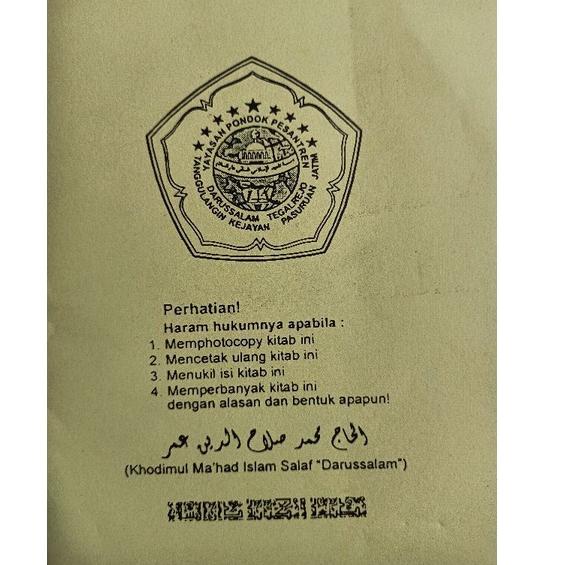 YAYASAN PONDOK PESANTREN
DARUSSALAM TEGALREJO
TANGGULANGIN KEJAYAN PASURUAN JATIM
Perhatian!
Haram hukumnya apabila :
1. Memphotocopy kitab ini
2. Mencetak ulang kitab ini
3. Menukil isi kitab ini
4. Memperbanyak kitab ini
dengan alasan dan bentuk apapun!
الحاج محمد صلاح الدين عمر
(Khodimul Ma'had Islam Salaf "Darussalam")